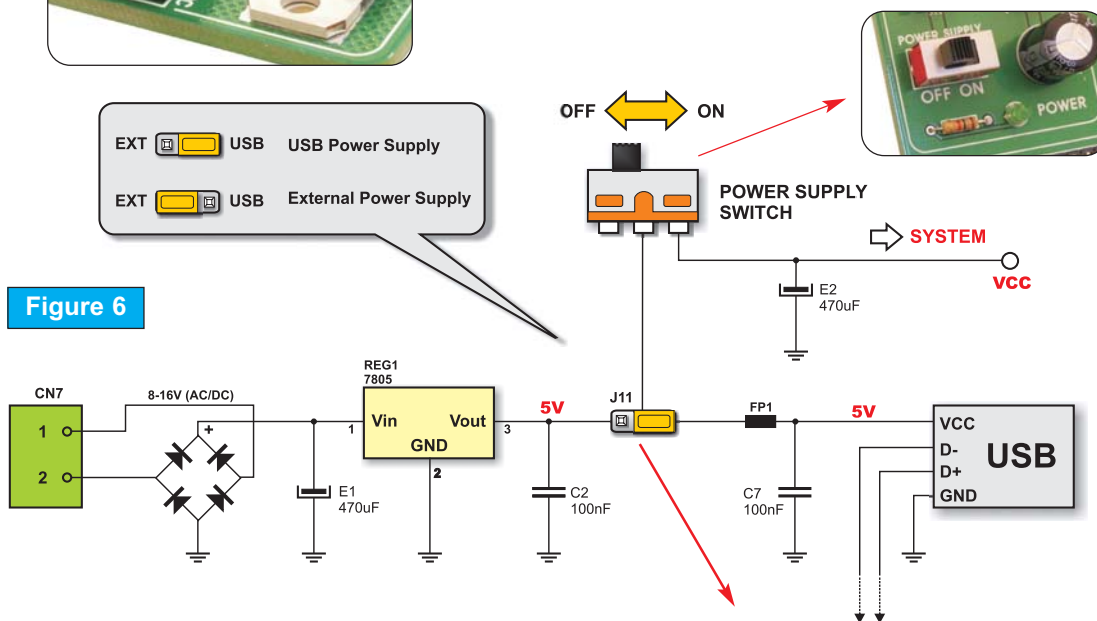 POWER SUPPLY
OFF ON
POWER
OFF ON
EXT USB USB Power Supply
EXT USB External Power Supply
POWER SUPPLY
SWITCH
SYSTEM
VCC
E2
470uF
Figure 6
CN7
1
2
8-16V (AC/DC)
+
E1
470uF
REG1
7805
Vin
Vout
GND
1
3
2
5V
C2
100nF
J11
FP1
C7
100nF
5V
VCC
D-
D+
GND
USB